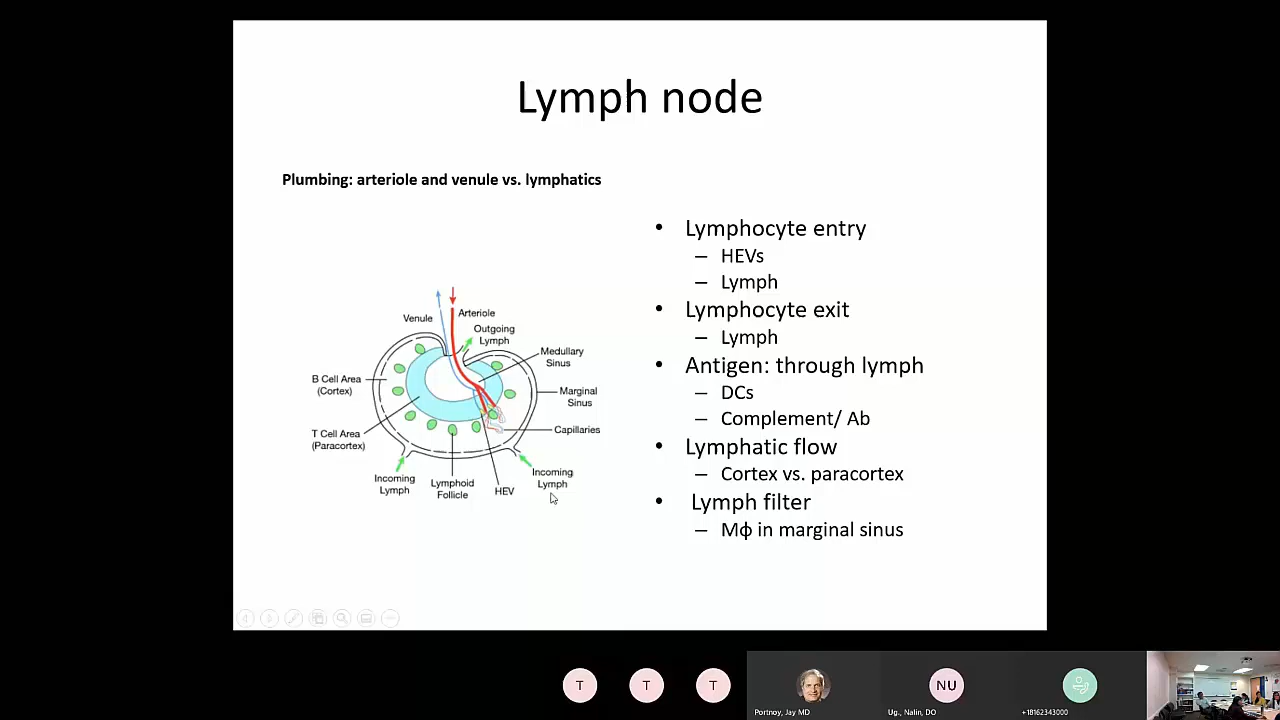 Lymph node
Plumbing: arteriole and venule vs. lymphatics
• Lymphocyte entry
– HEVs
– Lymph
• Lymphocyte exit
– Lymph
• Antigen: through lymph
– DCs
– Complement/ Ab
• Lymphatic flow
– Cortex vs. paracortex
• Lymph filter
– Mϕ in marginal sinus
Venule
Arteriole
Outgoing
Lymph
Medullary
Sinus
B Cell Area
(Cortex)
Marginal
Sinus
T Cell Area
(Paracortex)
Capillaries
Incoming
Lymph
Lymphoid
Follicle
HEV
Incoming
Lymph
T
T
T
NU
Portnoy, Jay MD
Ug., Nalin, DO
+18162343000